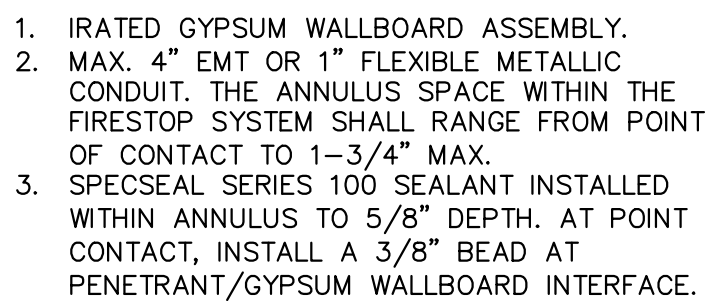 1. IRATED GYPSUM WALLBOARD ASSEMBLY.
2. MAX. 4" EMT OR 1" FLEXIBLE METALLIC
CONDUIT. THE ANNULUS SPACE WITHIN THE
FIRESTOP SYSTEM SHALL RANGE FROM POINT
OF CONTACT TO 1-3/4" MAX.
3. SPECSEAL SERIES 100 SEALANT INSTALLED
WITHIN ANNULUS TO 5/8" DEPTH. AT POINT
CONTACT, INSTALL A 3/8" BEAD AT
PENETRANT/GYPSUM WALLBOARD INTERFACE.